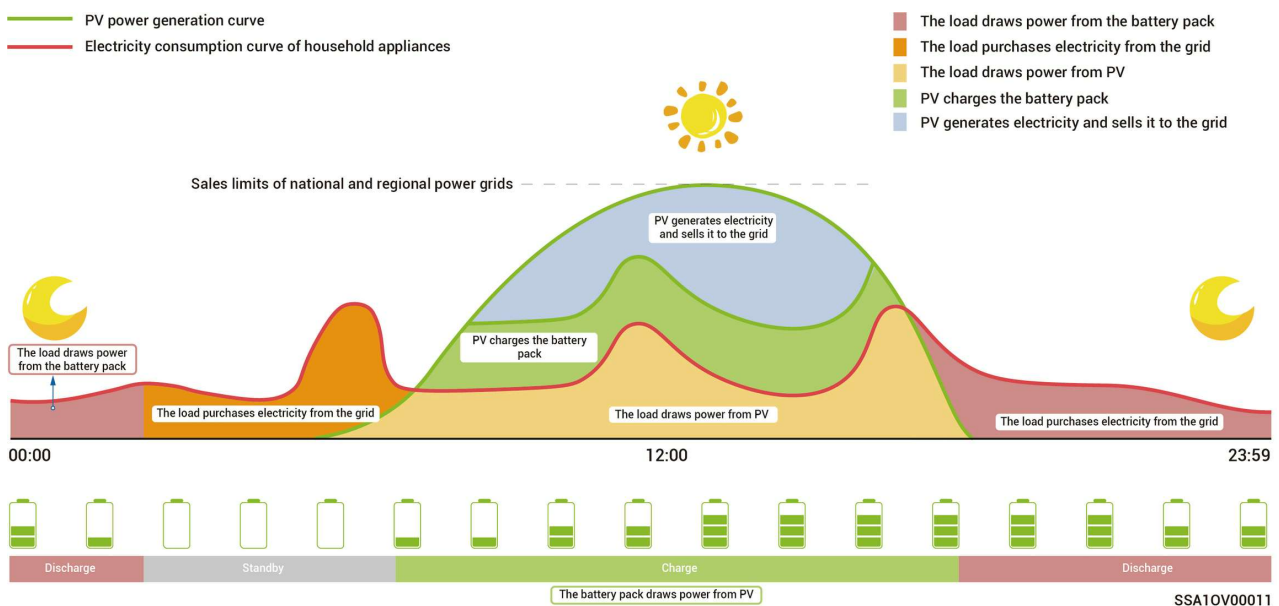 PV power generation curve
Electricity consumption curve of household appliances
The load draws power from the battery pack
The load purchases electricity from the grid
The load draws power from PV
PV charges the battery pack
PV generates electricity and sells it to the grid
Sales limits of national and regional power grids
PV generates electricity
and sells it to the grid
PV charges the battery
pack
The load draws power
from the battery pack
The load purchases electricity from the grid
The load draws power from PV
The load purchases electricity from the grid
00:00
12:00
23:59
Discharge
Standby
Charge
Discharge
The battery pack draws power from PV
SSA1OV00011